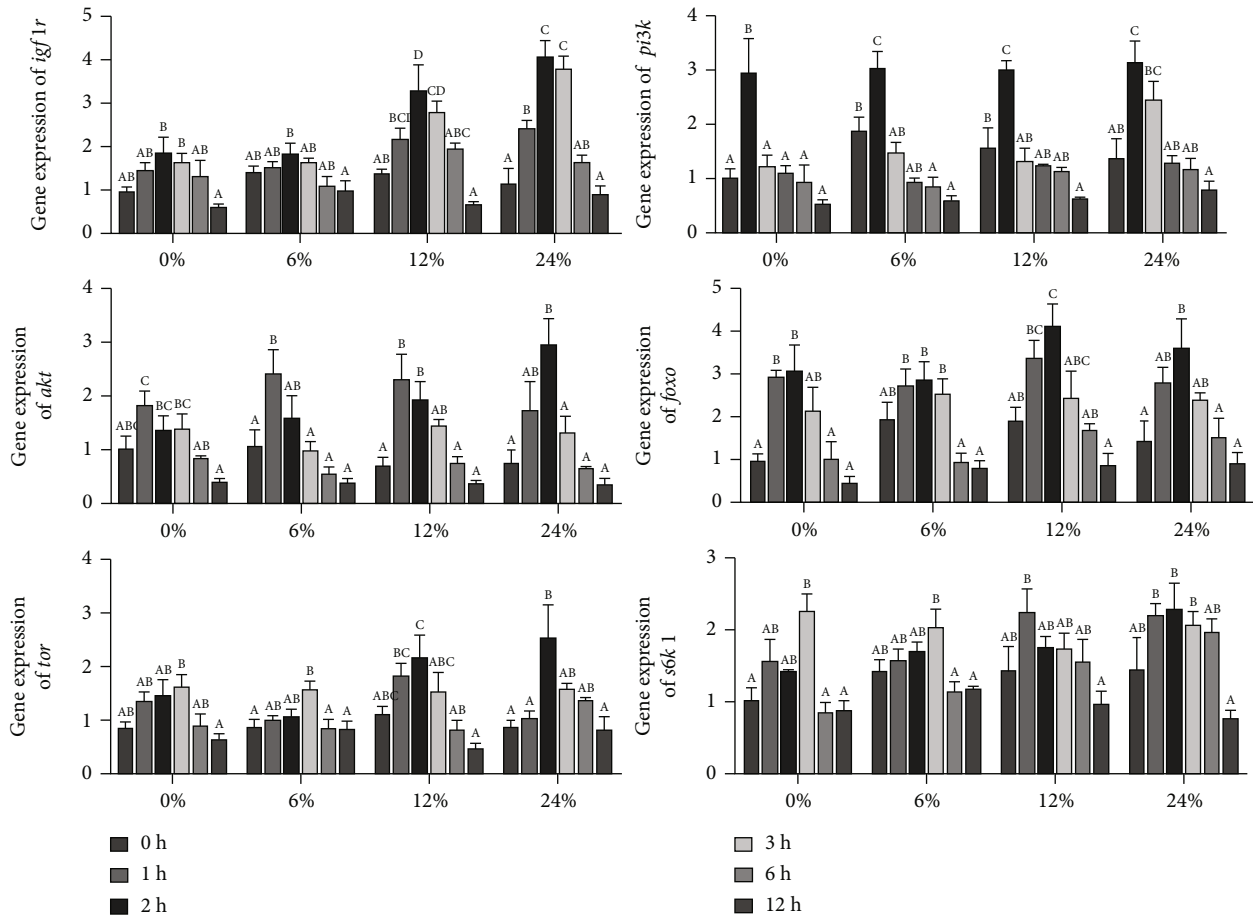 Gene expression of igf1r
5
4
3
2
1
0
AB AB B B AB A
AB AB B AB AB A
AB BCD D CD ABC A
A B C C AB A
0% 6% 12% 24%
Gene expression of pi3k
4
3
2
1
0
A B A A A A
B C AB A A A
B C AB AB AB A
AB C BC AB AB A
0% 6% 12% 24%
Gene expression
of akt
4
3
2
1
0
ABC C BC BC AB A
A B AB A A A
A B B AB A A
A AB B A A A
0% 6% 12% 24%
Gene expression
of foxo
5
4
3
2
1
0
A B B AB A A
AB B B B A A
AB BC C ABC AB A
AB AB B AB A A
0% 6% 12% 24%
Gene expression
of tor
4
3
2
1
0
AB AB AB B AB A
A AB AB B A A
ABC BC C ABC AB A
A A B AB AB A
0% 6% 12% 24%
Gene expression
of s6k 1
3
2
1
0
A AB AB B A A
AB AB AB B A A
AB B AB AB AB A
AB B B B AB A
0% 6% 12% 24%
0 h
1 h
2 h
3 h
6 h
12 h